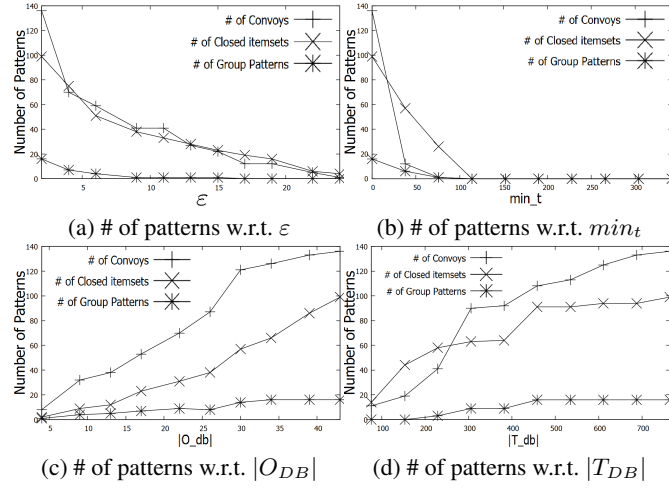 140
120
100
80
60
40
20
0
Number of Patterns
# of Convoys
# of Closed itemsets
# of Group Patterns
5 10 15 20
ε
(a) # of patterns w.r.t. ε
140
120
100
80
60
40
20
0
Number of Patterns
# of Convoys
# of Closed itemsets
# of Group Patterns
0 50 100 150 200 250 300
min_t
(b) # of patterns w.r.t. min_t
140
120
100
80
60
40
20
0
Number of Patterns
# of Convoys
# of Closed itemsets
# of Group Patterns
5 10 15 20 25 30 35 40
|O_db|
(c) # of patterns w.r.t. |O_DB|
140
120
100
80
60
40
20
0
Number of Patterns
# of Convoys
# of Closed itemsets
# of Group Patterns
100 200 300 400 500 600 700
|T_db|
(d) # of patterns w.r.t. |T_DB|